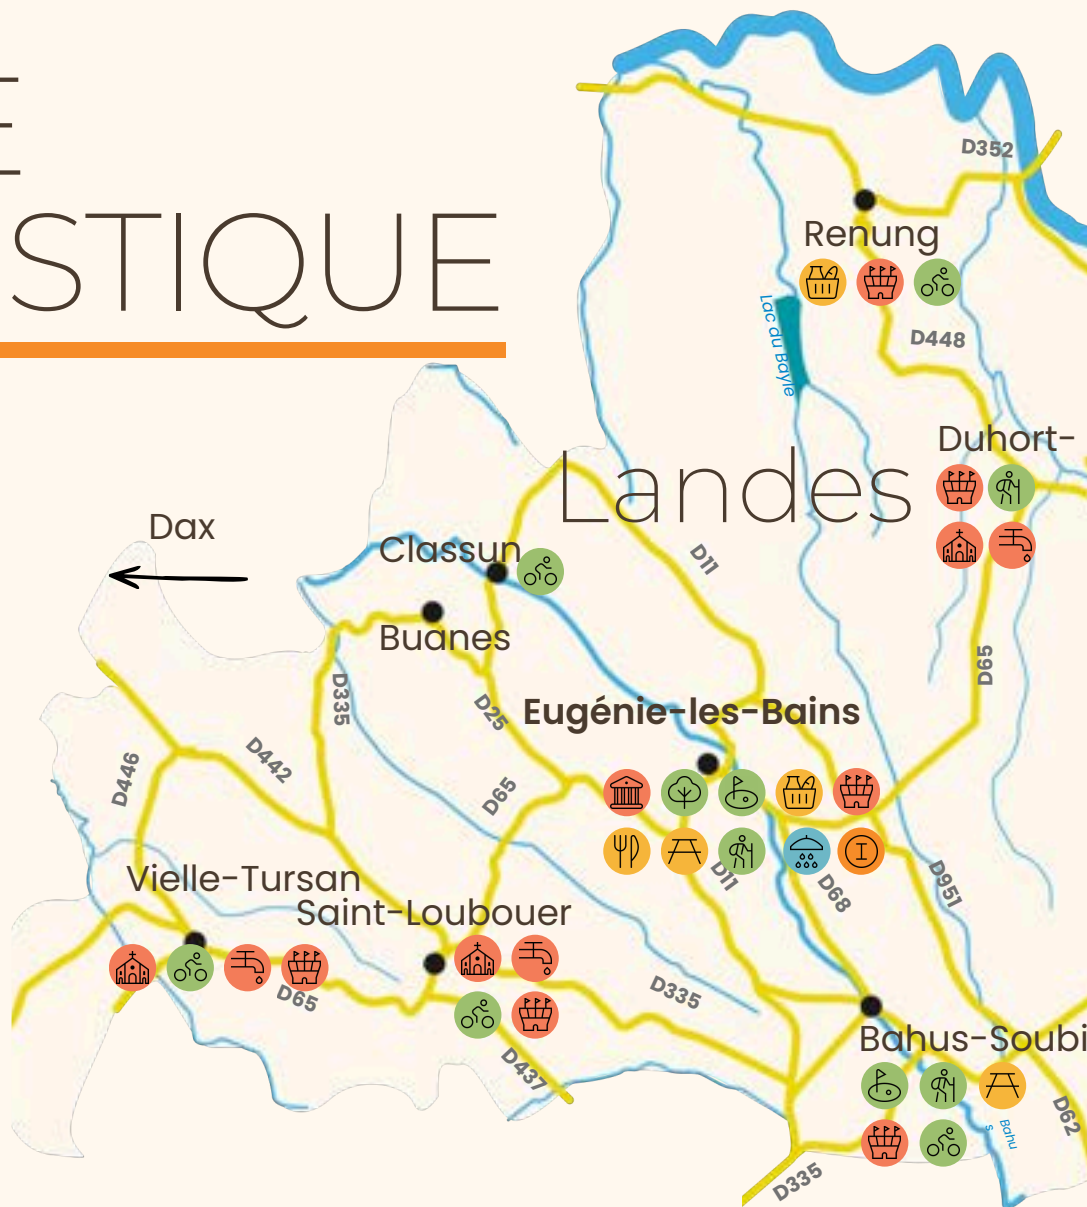 E
STIQUE
D352
Renung
D448
Lac du Bayle
Duhort-
Landes
Dax
Classun
D11
Buanes
D65
D335
D25
Eugénie-les-Bains
D446
D442
D65
D11
D68
D951
Vielle-Tursan
Saint-Loubouer
D65
D335
D437
Bahus-Soubi
D62
Bahu
s
D335